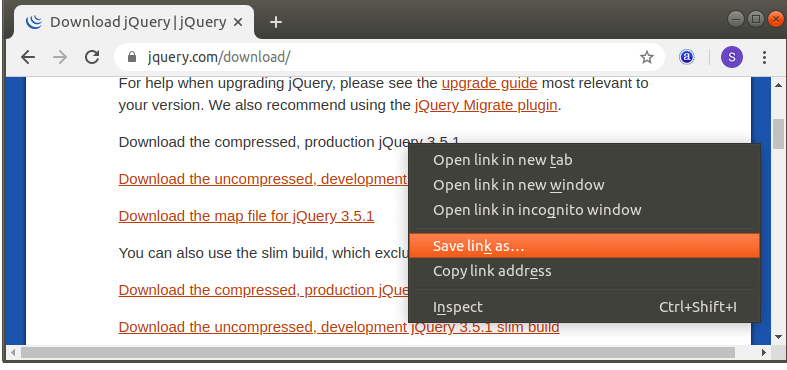 Download jQuery | jQuery
jquery.com/download/
S
For help when upgrading jQuery, please see the upgrade guide most relevant to
your version. We also recommend using the jQuery Migrate plugin.
Download the compressed, production jQuery 3.5.1
Open link in new tab
Download the uncompressed, development
Open link in new window
Download the map file for jQuery 3.5.1
Open link in incognito window
You can also use the slim build, which exclu
Save link as...
Copy link address
Download the compressed, production jQue
Inspect Ctrl+Shift+I
Download the uncompressed, development jQuery 3.5.1 slim build